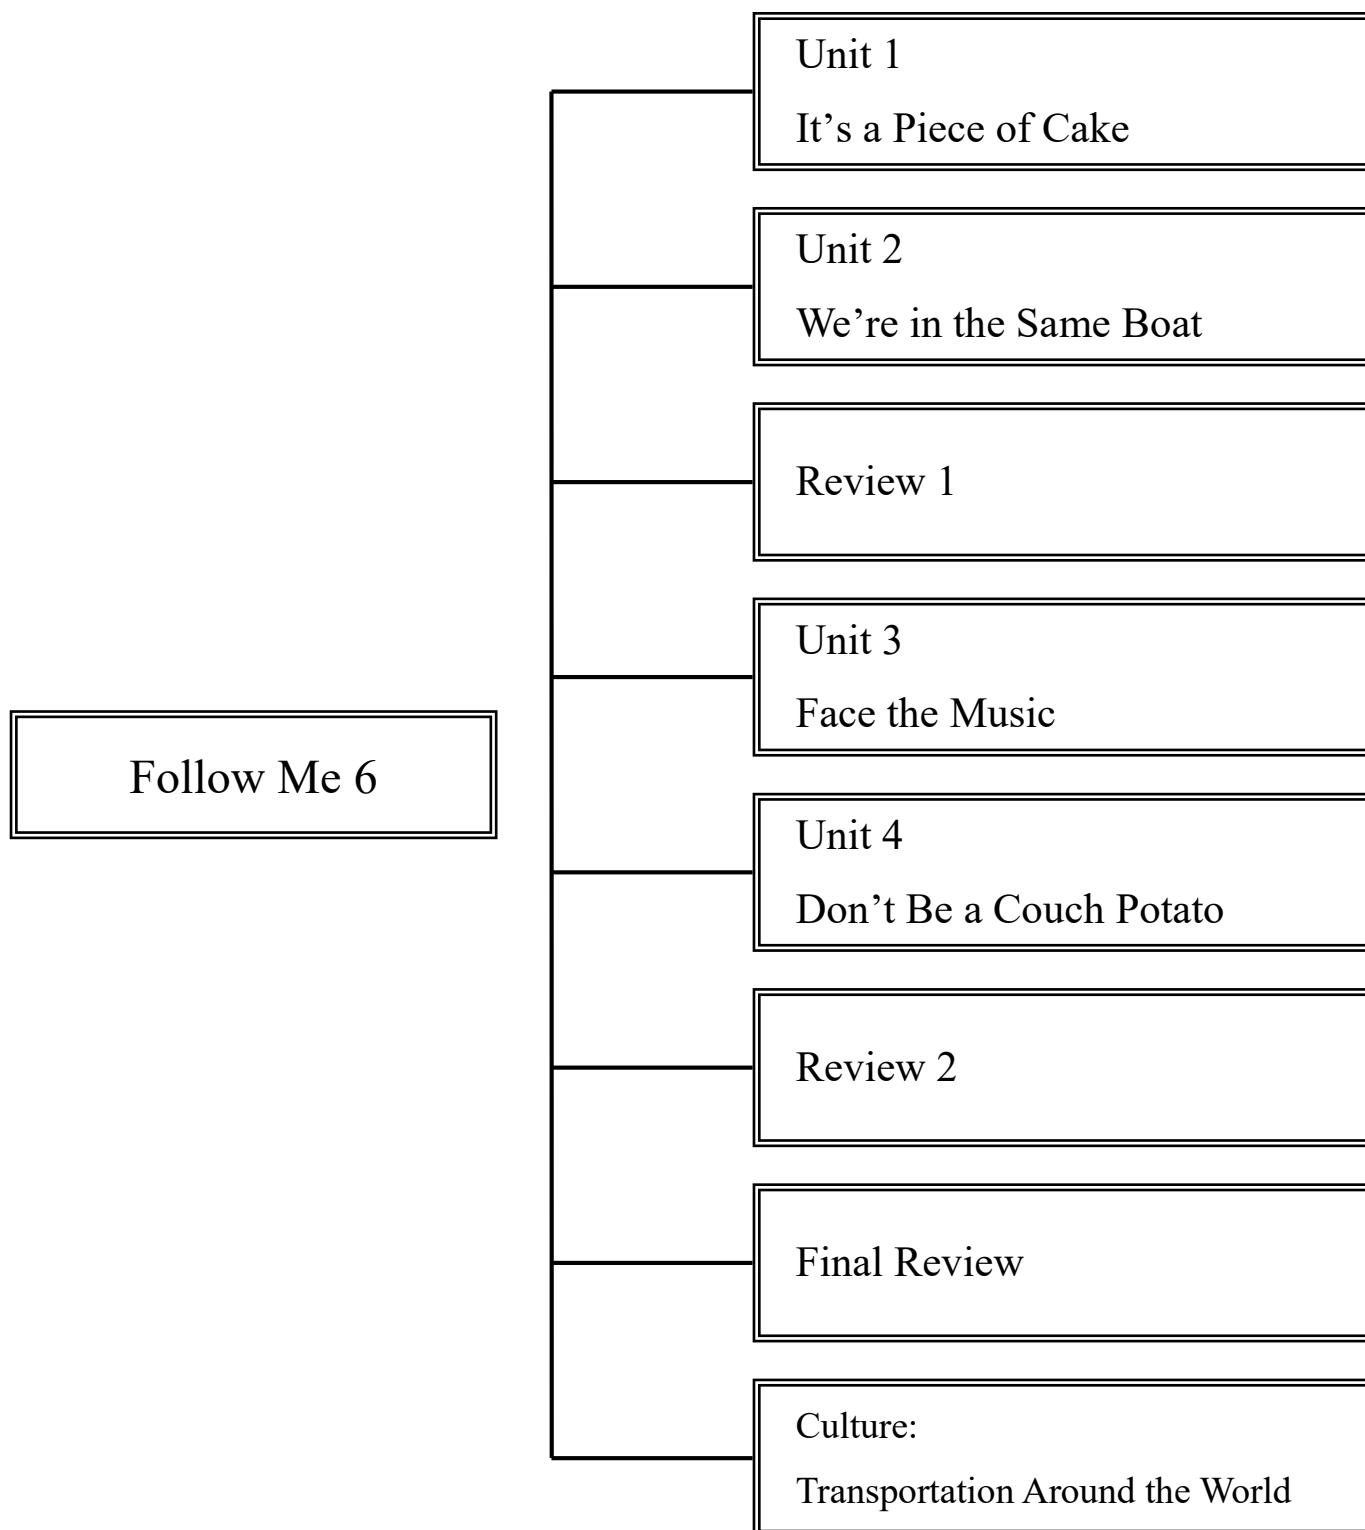 Follow Me 6
Unit 1
It’s a Piece of Cake
Unit 2
We’re in the Same Boat
Review 1
Unit 3
Face the Music
Unit 4
Don’t Be a Couch Potato
Review 2
Final Review
Culture:
Transportation Around the World